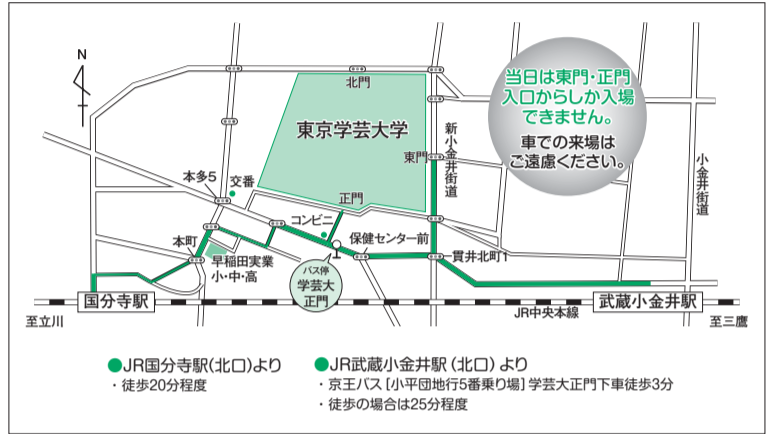 N
北門
東京学芸大学
東門
正門
新小金井街道
小金井街道
当日は東門・正門
入口からしか入場
できません。
車での来場は
ご遠慮ください。
本多5
交番
コンビニ
保健センター前
本町
早稲田実業
小・中・高
バス停
学芸大
正門
貫井北町1
国分寺駅
武蔵小金井駅
JR中央本線
至立川
至三鷹
●JR国分寺駅(北口)より
・徒歩20分程度
●JR武蔵小金井駅（北口）より
・京王バス［小平団地行5番乗り場］学芸大正門下車徒歩3分
・徒歩の場合は25分程度